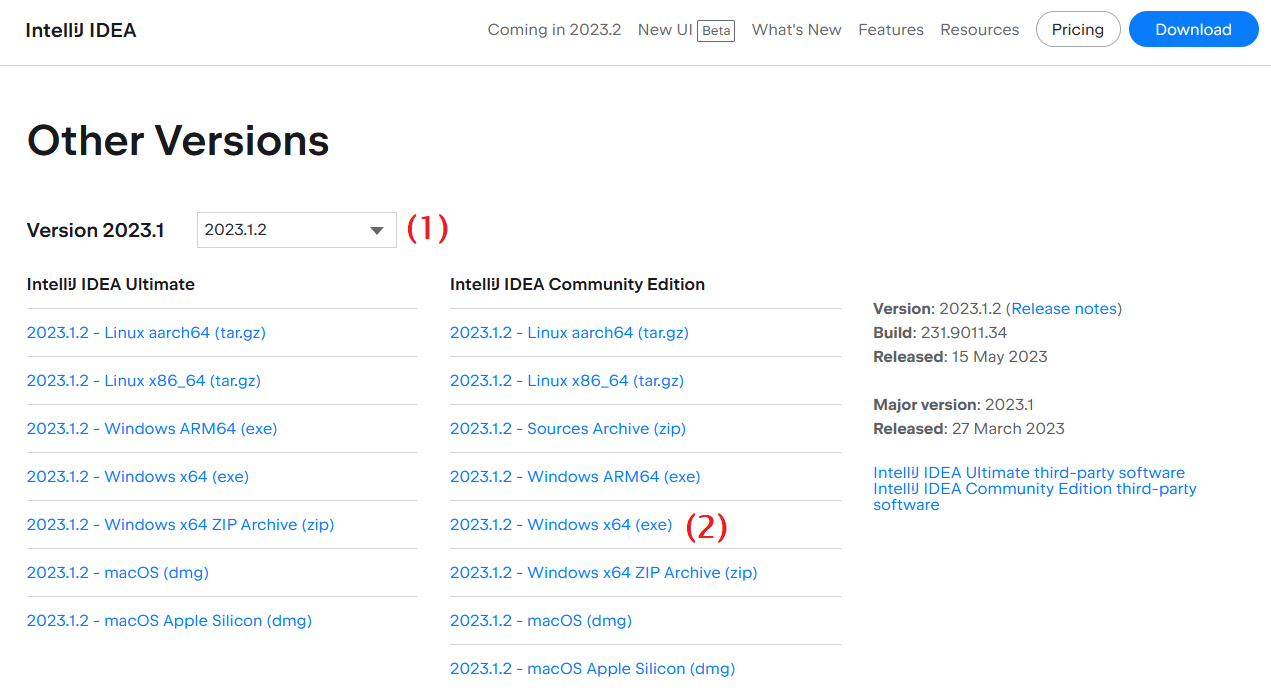 IntelliJ IDEA
Coming in 2023.2 New UI Beta What's New Features Resources Pricing Download
Other Versions
Version 2023.1 2023.1.2 (1)
IntelliJ IDEA Ultimate
2023.1.2 - Linux aarch64 (tar.gz)
2023.1.2 - Linux x86_64 (tar.gz)
2023.1.2 - Windows ARM64 (exe)
2023.1.2 - Windows x64 (exe)
2023.1.2 - Windows x64 ZIP Archive (zip)
2023.1.2 - macOS (dmg)
2023.1.2 - macOS Apple Silicon (dmg)
IntelliJ IDEA Community Edition
2023.1.2 - Linux aarch64 (tar.gz)
2023.1.2 - Linux x86_64 (tar.gz)
2023.1.2 - Sources Archive (zip)
2023.1.2 - Windows ARM64 (exe)
2023.1.2 - Windows x64 (exe) (2)
2023.1.2 - Windows x64 ZIP Archive (zip)
2023.1.2 - macOS (dmg)
2023.1.2 - macOS Apple Silicon (dmg)
Version: 2023.1.2 (Release notes)
Build: 231.9011.34
Released: 15 May 2023
Major version: 2023.1
Released: 27 March 2023
IntelliJ IDEA Ultimate third-party software
IntelliJ IDEA Community Edition third-party
software